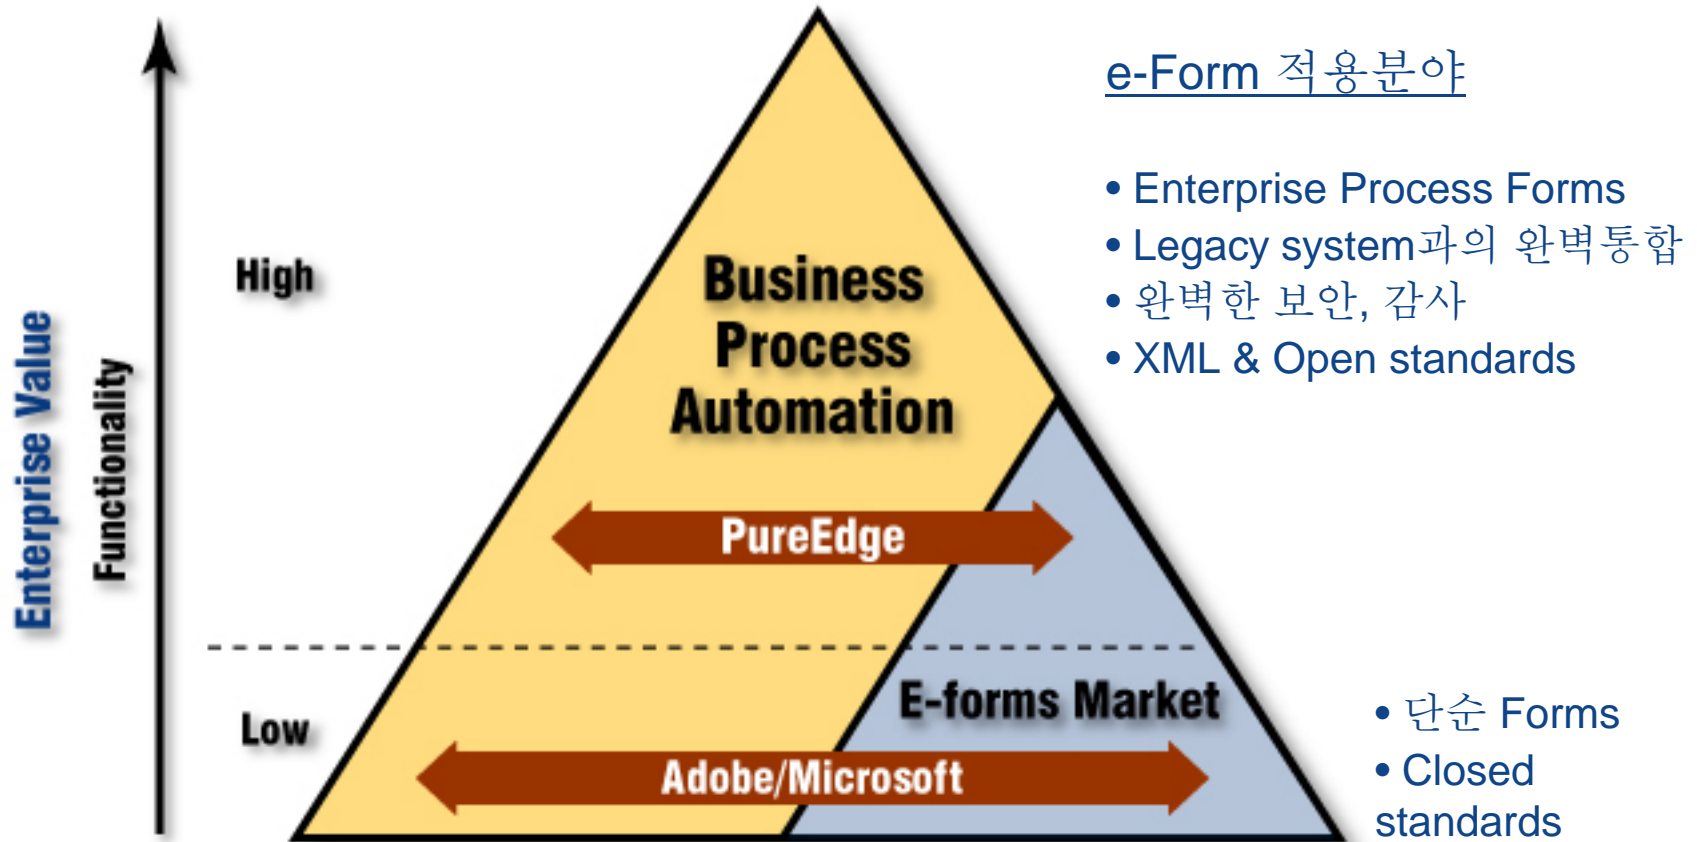 Enterprise Value
Functionality
High
Low
Business
Process
Automation
PureEdge
E-forms Market
Adobe/Microsoft
e-Form 적용분야
• Enterprise Process Forms
• Legacy system과의 완벽통합
• 완벽한 보안, 감사
• XML & Open standards
• 단순 Forms
• Closed
standards